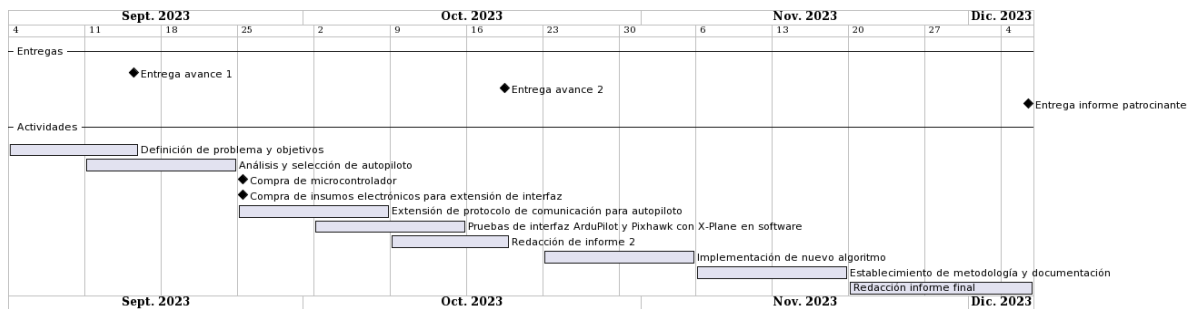 Sept. 2023 Oct. 2023 Nov. 2023 Dic. 2023
4 11 18 25 2 9 16 23 30 6 13 20 27 4
Entregas
Entrega avance 1
Entrega avance 2
Entrega informe patrocinante
Actividades
Definición de problema y objetivos
Análisis y selección de autopiloto
Compra de microcontrolador
Compra de insumos electrónicos para extensión de interfaz
Extensión de protocolo de comunicación para autopiloto
Pruebas de interfaz ArduPilot y Pixhawk con X-Plane en software
Redacción de informe 2
Implementación de nuevo algoritmo
Establecimiento de metodología y documentación
Redacción informe final
Sept. 2023 Oct. 2023 Nov. 2023 Dic. 2023